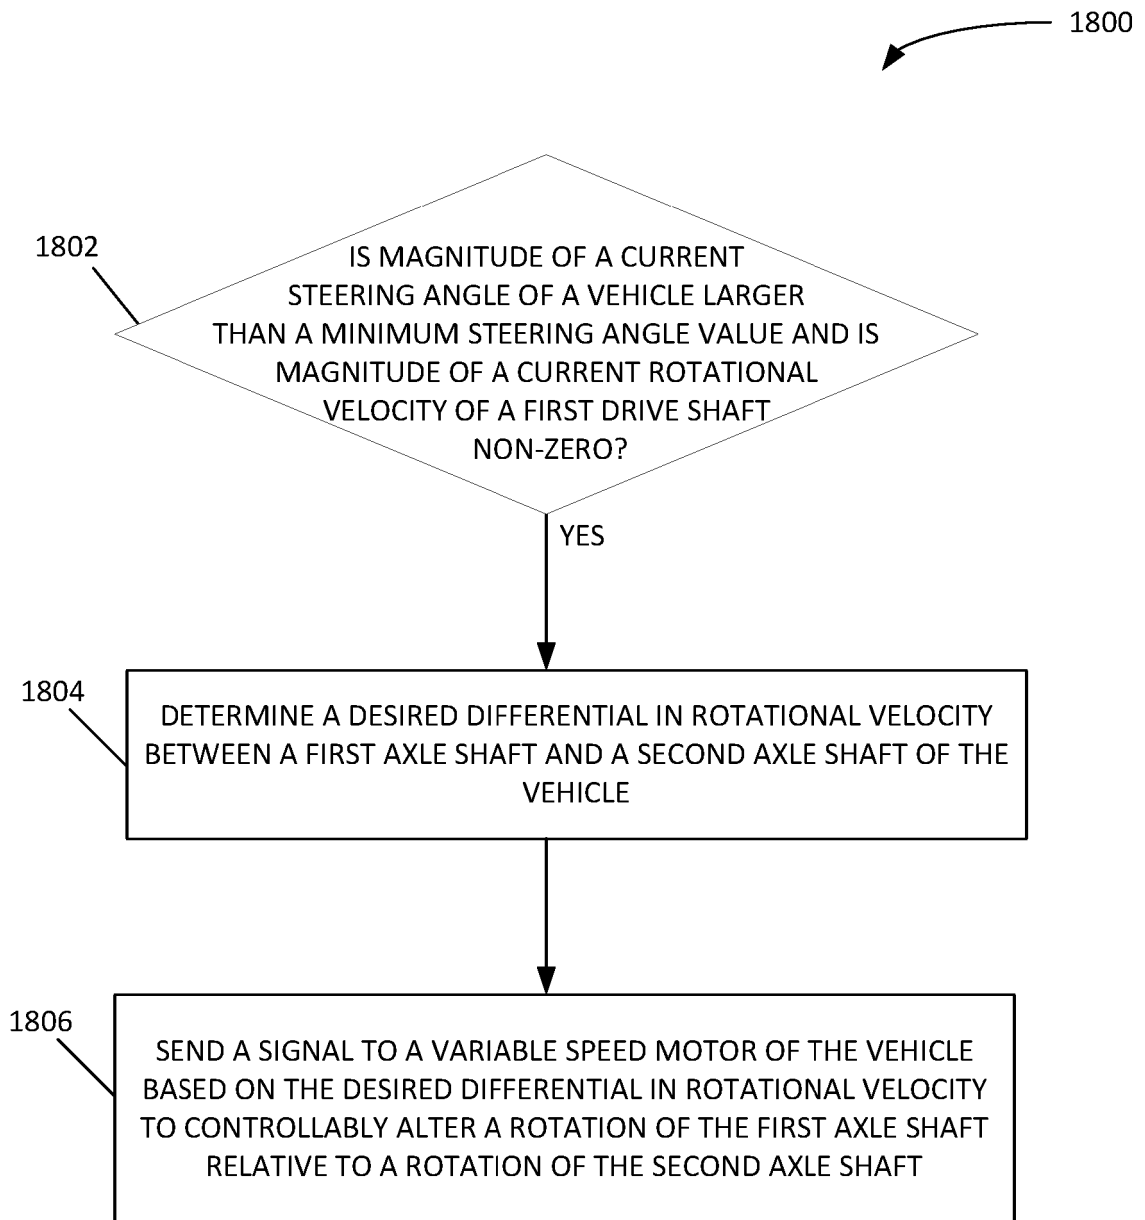 1800
1802
IS MAGNITUDE OF A CURRENT
STEERING ANGLE OF A VEHICLE LARGER
THAN A MINIMUM STEERING ANGLE VALUE AND IS
MAGNITUDE OF A CURRENT ROTATIONAL
VELOCITY OF A FIRST DRIVE SHAFT
NON-ZERO?
YES
1804
DETERMINE A DESIRED DIFFERENTIAL IN ROTATIONAL VELOCITY
BETWEEN A FIRST AXLE SHAFT AND A SECOND AXLE SHAFT OF THE
VEHICLE
1806
SEND A SIGNAL TO A VARIABLE SPEED MOTOR OF THE VEHICLE
BASED ON THE DESIRED DIFFERENTIAL IN ROTATIONAL VELOCITY
TO CONTROLLABLY ALTER A ROTATION OF THE FIRST AXLE SHAFT
RELATIVE TO A ROTATION OF THE SECOND AXLE SHAFT